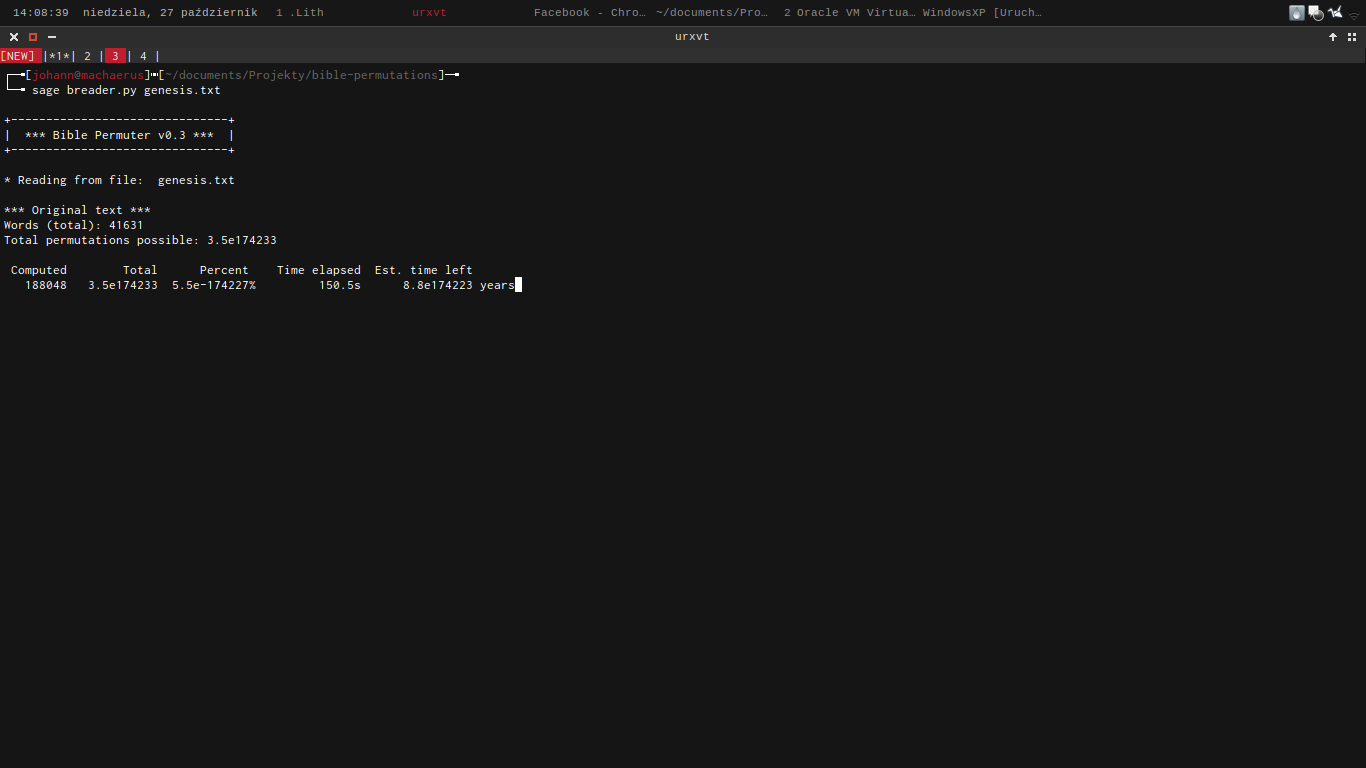 14:08:39 niedziela, 27 październik 1 .Lith urxvt Facebook - Chro… ~/documents/Pro… 2 Oracle VM Virtua… WindowsXP [Uruch…
urxvt
[NEW] |*1*| 2 | 3 | 4 |
[johann@machaerus] [~/documents/Projekty/bible-permutations]
sage breader.py genesis.txt
+-------------------------------+
| *** Bible Permuter v0.3 *** |
+-------------------------------+
* Reading from file: genesis.txt
*** Original text ***
Words (total): 41631
Total permutations possible: 3.5e174233
Computed Total Percent Time elapsed Est. time left
188048 3.5e174233 5.5e-174227% 150.5s 8.8e174223 years